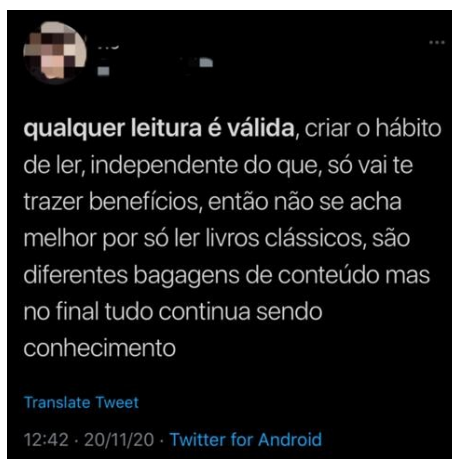 qualquer leitura é válida, criar o hábito
de ler, independente do que, só vai te
trazer benefícios, então não se acha
melhor por só ler livros clássicos, são
diferentes bagagens de conteúdo mas
no final tudo continua sendo
conhecimento
Translate Tweet
12:42 · 20/11/20 · Twitter for Android